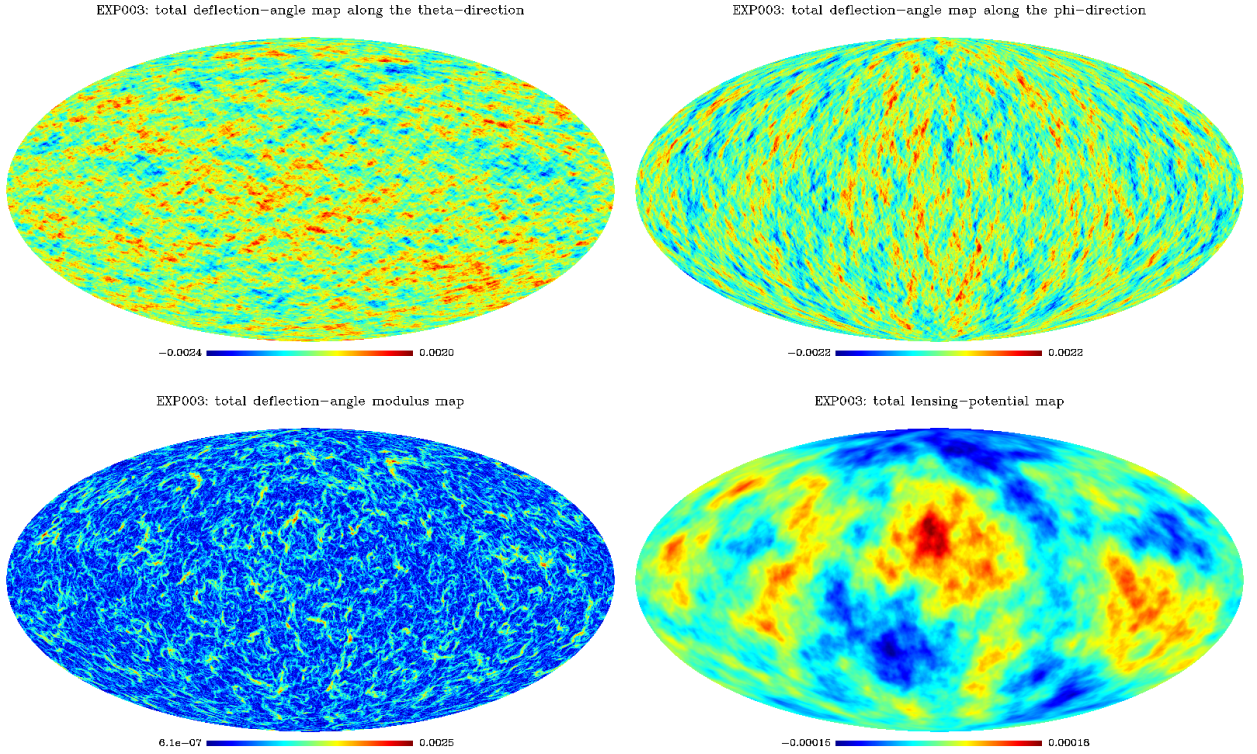 EXP003: total deflection-angle map along the theta-direction
EXP003: total deflection-angle map along the phi-direction
-0.0024 0.0020
-0.0022 0.0022
EXP003: total deflection-angle modulus map
EXP003: total lensing-potential map
6.1e-07 0.0025
-0.00015 0.00016